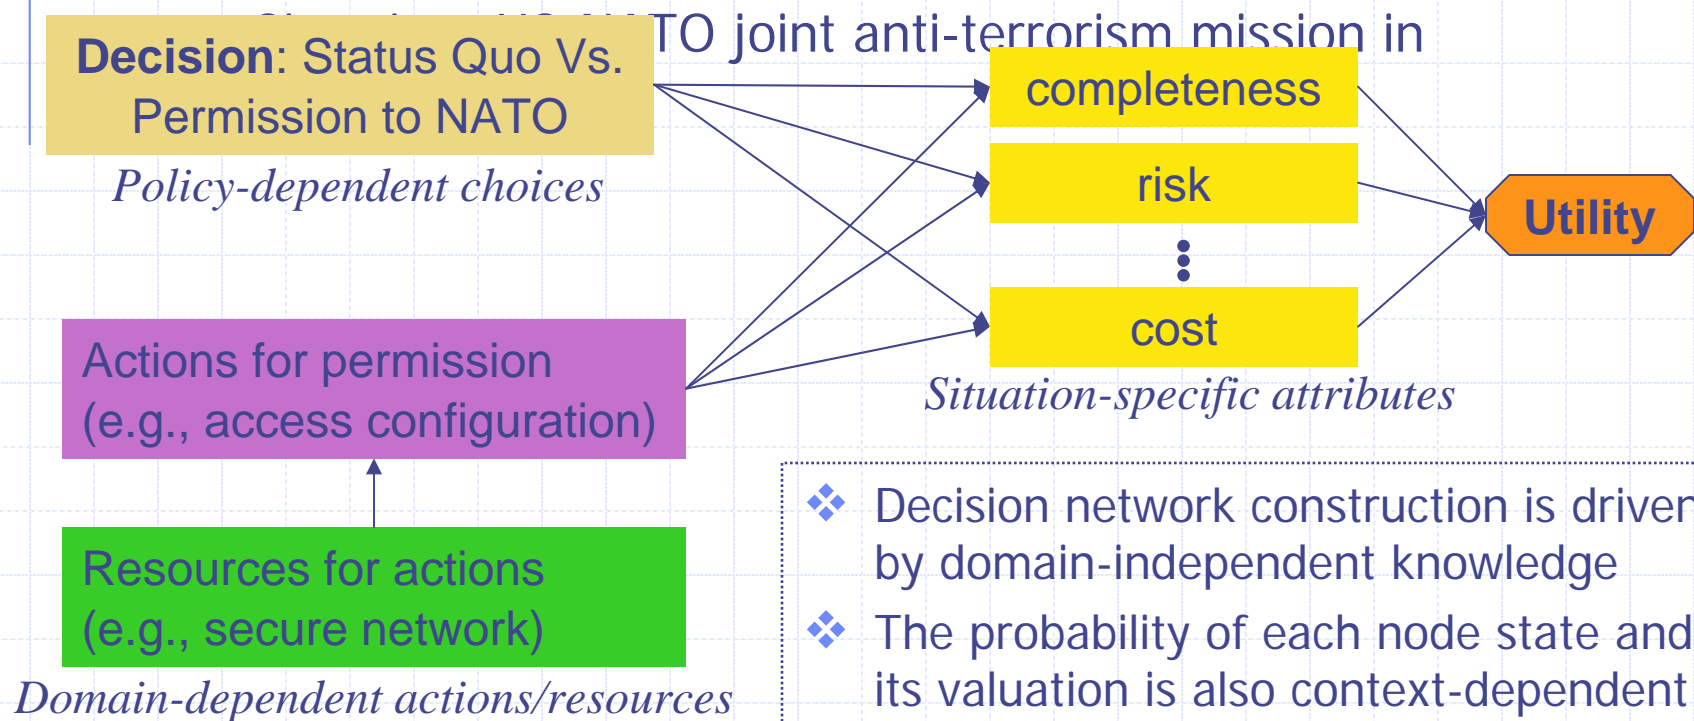 TO joint anti-terrorism mission in
Decision: Status Quo Vs.
Permission to NATO
Policy-dependent choices
completeness
risk
cost
Situation-specific attributes
Utility
Actions for permission
(e.g., access configuration)
Resources for actions
(e.g., secure network)
Domain-dependent actions/resources
❖ Decision network construction is driven
by domain-independent knowledge
❖ The probability of each node state and
its valuation is also context-dependent